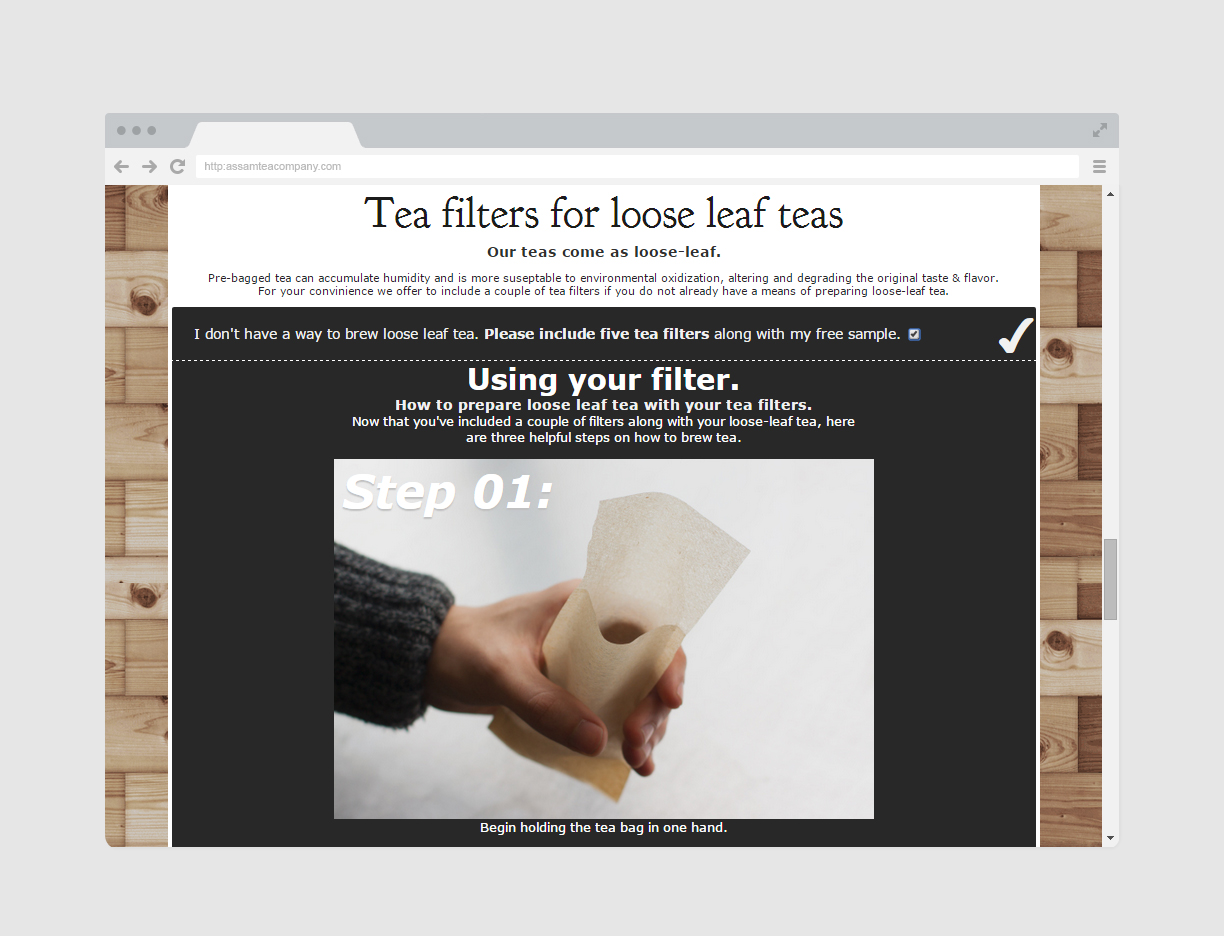 http:assamteacompany.com
Tea filters for loose leaf teas
Our teas come as loose-leaf.
Pre-bagged tea can accumulate humidity and is more suseptable to environmental oxidization, altering and degrading the original taste & flavor.
For your convinience we offer to include a couple of tea filters if you do not already have a means of preparing loose-leaf tea.
I don't have a way to brew loose leaf tea. Please include five tea filters along with my free sample.
Using your filter.
How to prepare loose leaf tea with your tea filters.
Now that you've included a couple of filters along with your loose-leaf tea, here
are three helpful steps on how to brew tea.
Step 01:
Begin holding the tea bag in one hand.